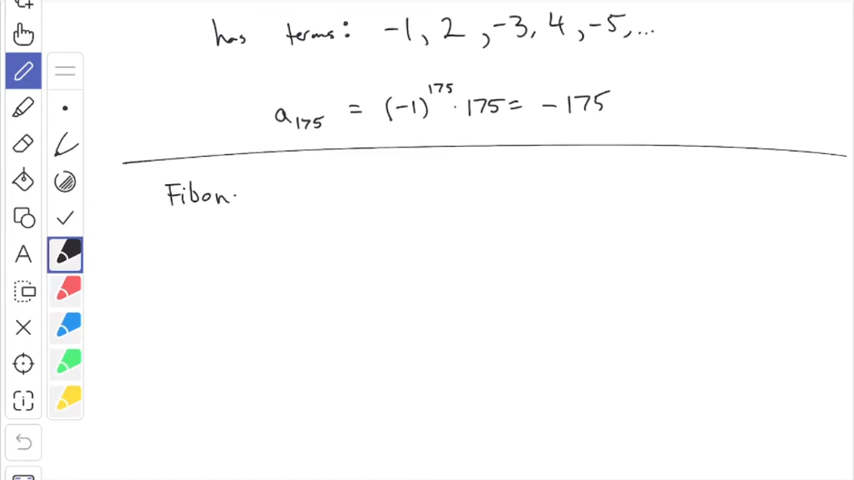 has terms: -1, 2, -3, 4, -5, ...
a₁₇₅ = (-1)¹⁷⁵ · 175 = -175
Fibon